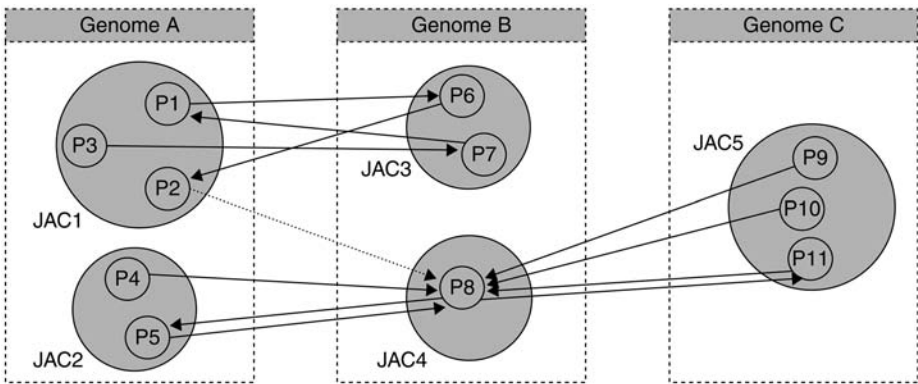 Genome A
Genome B
Genome C
P1
P3
P2
JAC1
P6
P7
JAC3
JAC5
P9
P10
P11
P4
P5
JAC2
P8
JAC4